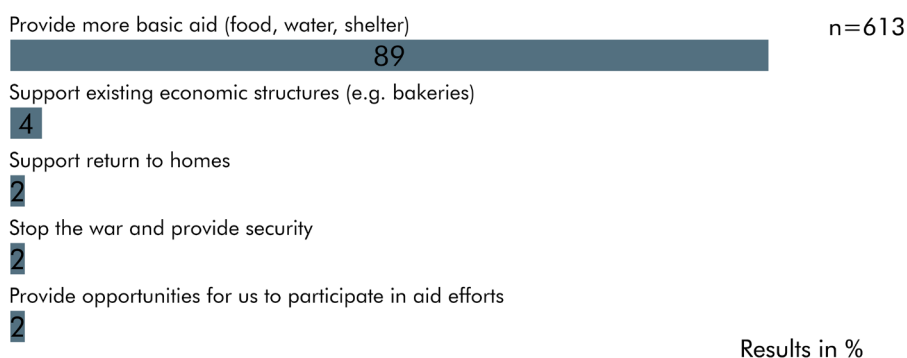 Provide more basic aid (food, water, shelter)
n=613
89
Support existing economic structures (e.g. bakeries)
4
Support return to homes
2
Stop the war and provide security
2
Provide opportunities for us to participate in aid efforts
2
Results in %